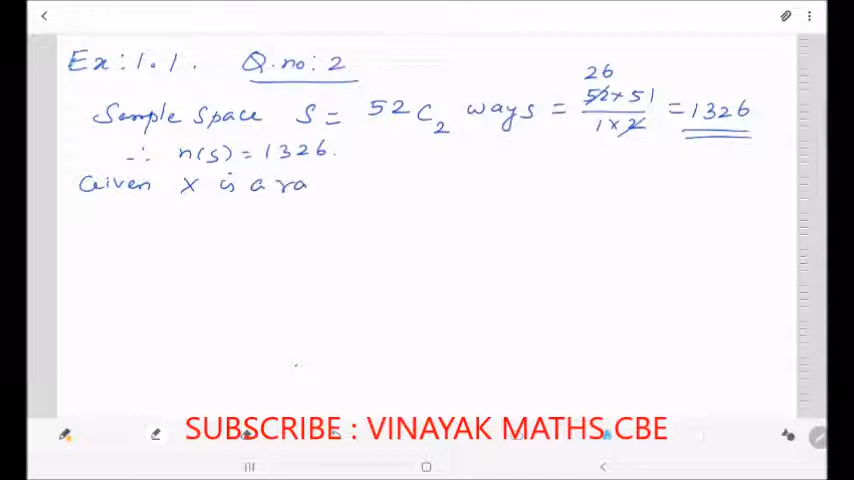 Ex: 1.1. Q.no: 2
Sample space S = 52C2 ways = 52 × 51 / 1 × 2 = 1326
26
∴ n(S) = 1326.
Given X is a ra
SUBSCRIBE : VINAYAK MATHS CBE